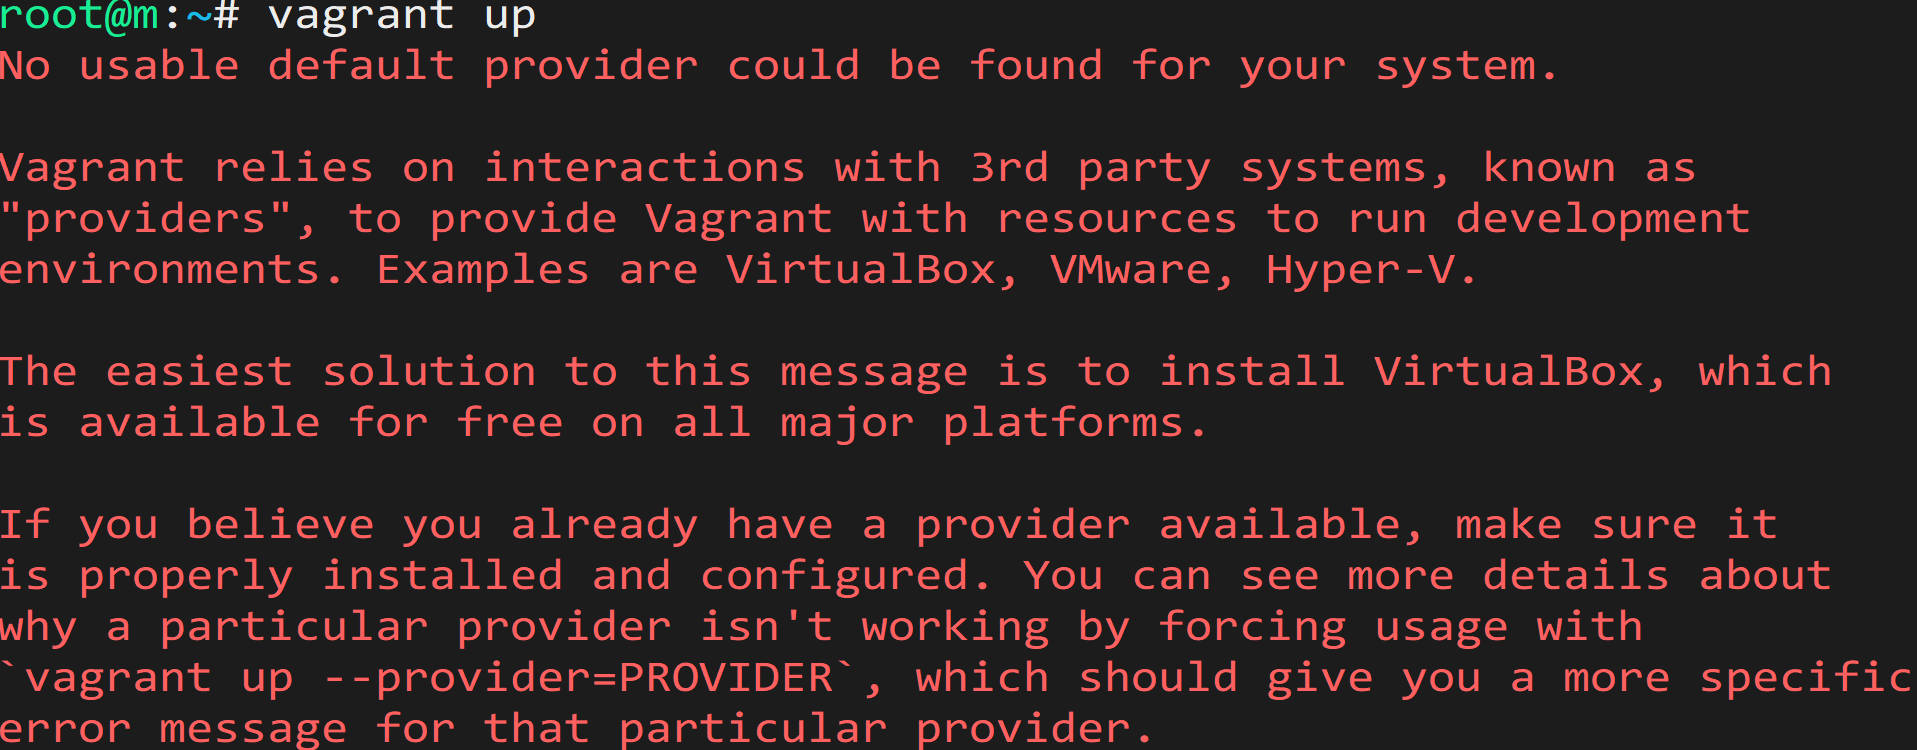 root@m:~# vagrant up
No usable default provider could be found for your system.
Vagrant relies on interactions with 3rd party systems, known as
"providers", to provide Vagrant with resources to run development
environments. Examples are VirtualBox, VMware, Hyper-V.
The easiest solution to this message is to install VirtualBox, which
is available for free on all major platforms.
If you believe you already have a provider available, make sure it
is properly installed and configured. You can see more details about
why a particular provider isn't working by forcing usage with
`vagrant up --provider=PROVIDER`, which should give you a more specific
error message for that particular provider.